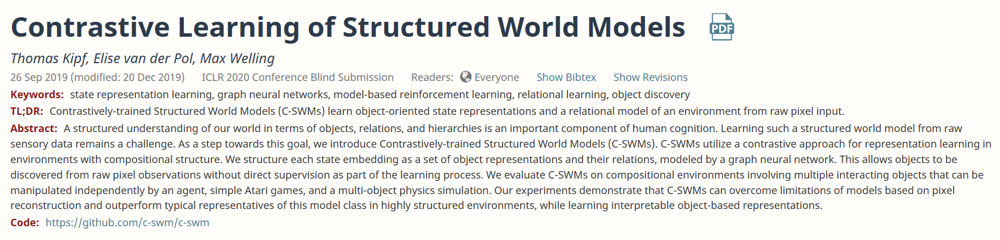 Contrastive Learning of Structured World Models PDF
Thomas Kipf, Elise van der Pol, Max Welling
26 Sep 2019 (modified: 20 Dec 2019) ICLR 2020 Conference Blind Submission Readers: Everyone Show Bibtex Show Revisions
Keywords: state representation learning, graph neural networks, model-based reinforcement learning, relational learning, object discovery
TL;DR: Contrastively-trained Structured World Models (C-SWMs) learn object-oriented state representations and a relational model of an environment from raw pixel input.
Abstract: A structured understanding of our world in terms of objects, relations, and hierarchies is an important component of human cognition. Learning such a structured world model from raw
sensory data remains a challenge. As a step towards this goal, we introduce Contrastively-trained Structured World Models (C-SWMs). C-SWMs utilize a contrastive approach for representation learning in
environments with compositional structure. We structure each state embedding as a set of object representations and their relations, modeled by a graph neural network. This allows objects to be
discovered from raw pixel observations without direct supervision as part of the learning process. We evaluate C-SWMs on compositional environments involving multiple interacting objects that can be
manipulated independently by an agent, simple Atari games, and a multi-object physics simulation. Our experiments demonstrate that C-SWMs can overcome limitations of models based on pixel
reconstruction and outperform typical representatives of this model class in highly structured environments, while learning interpretable object-based representations.
Code: https://github.com/c-swm/c-swm